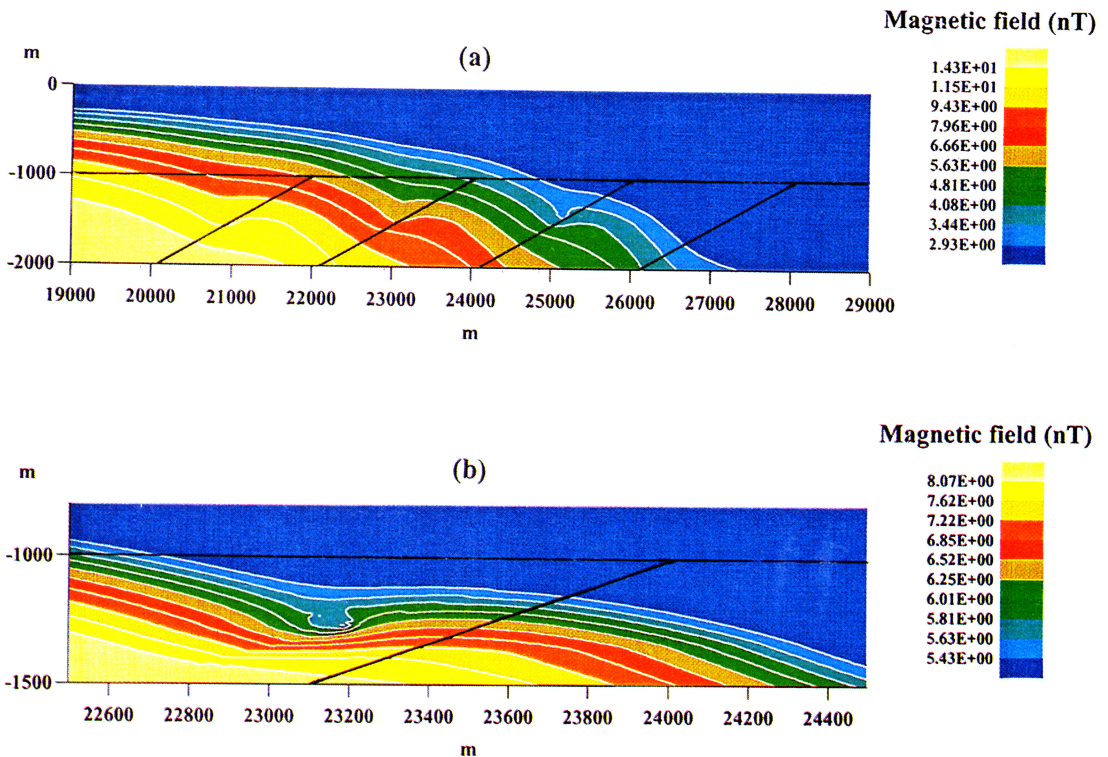 Magnetic field (nT)
(a)
m
1.43E+01
1.15E+01
9.43E+00
7.96E+00
6.66E+00
5.63E+00
4.81E+00
4.08E+00
3.44E+00
2.93E+00
0
-1000
-2000
19000 20000 21000 22000 23000 24000 25000 26000 27000 28000 29000
m
Magnetic field (nT)
(b)
m
8.07E+00
7.62E+00
7.22E+00
6.85E+00
6.52E+00
6.25E+00
6.01E+00
5.81E+00
5.63E+00
5.43E+00
-1000
-1500
22600 22800 23000 23200 23400 23600 23800 24000 24200 24400
m